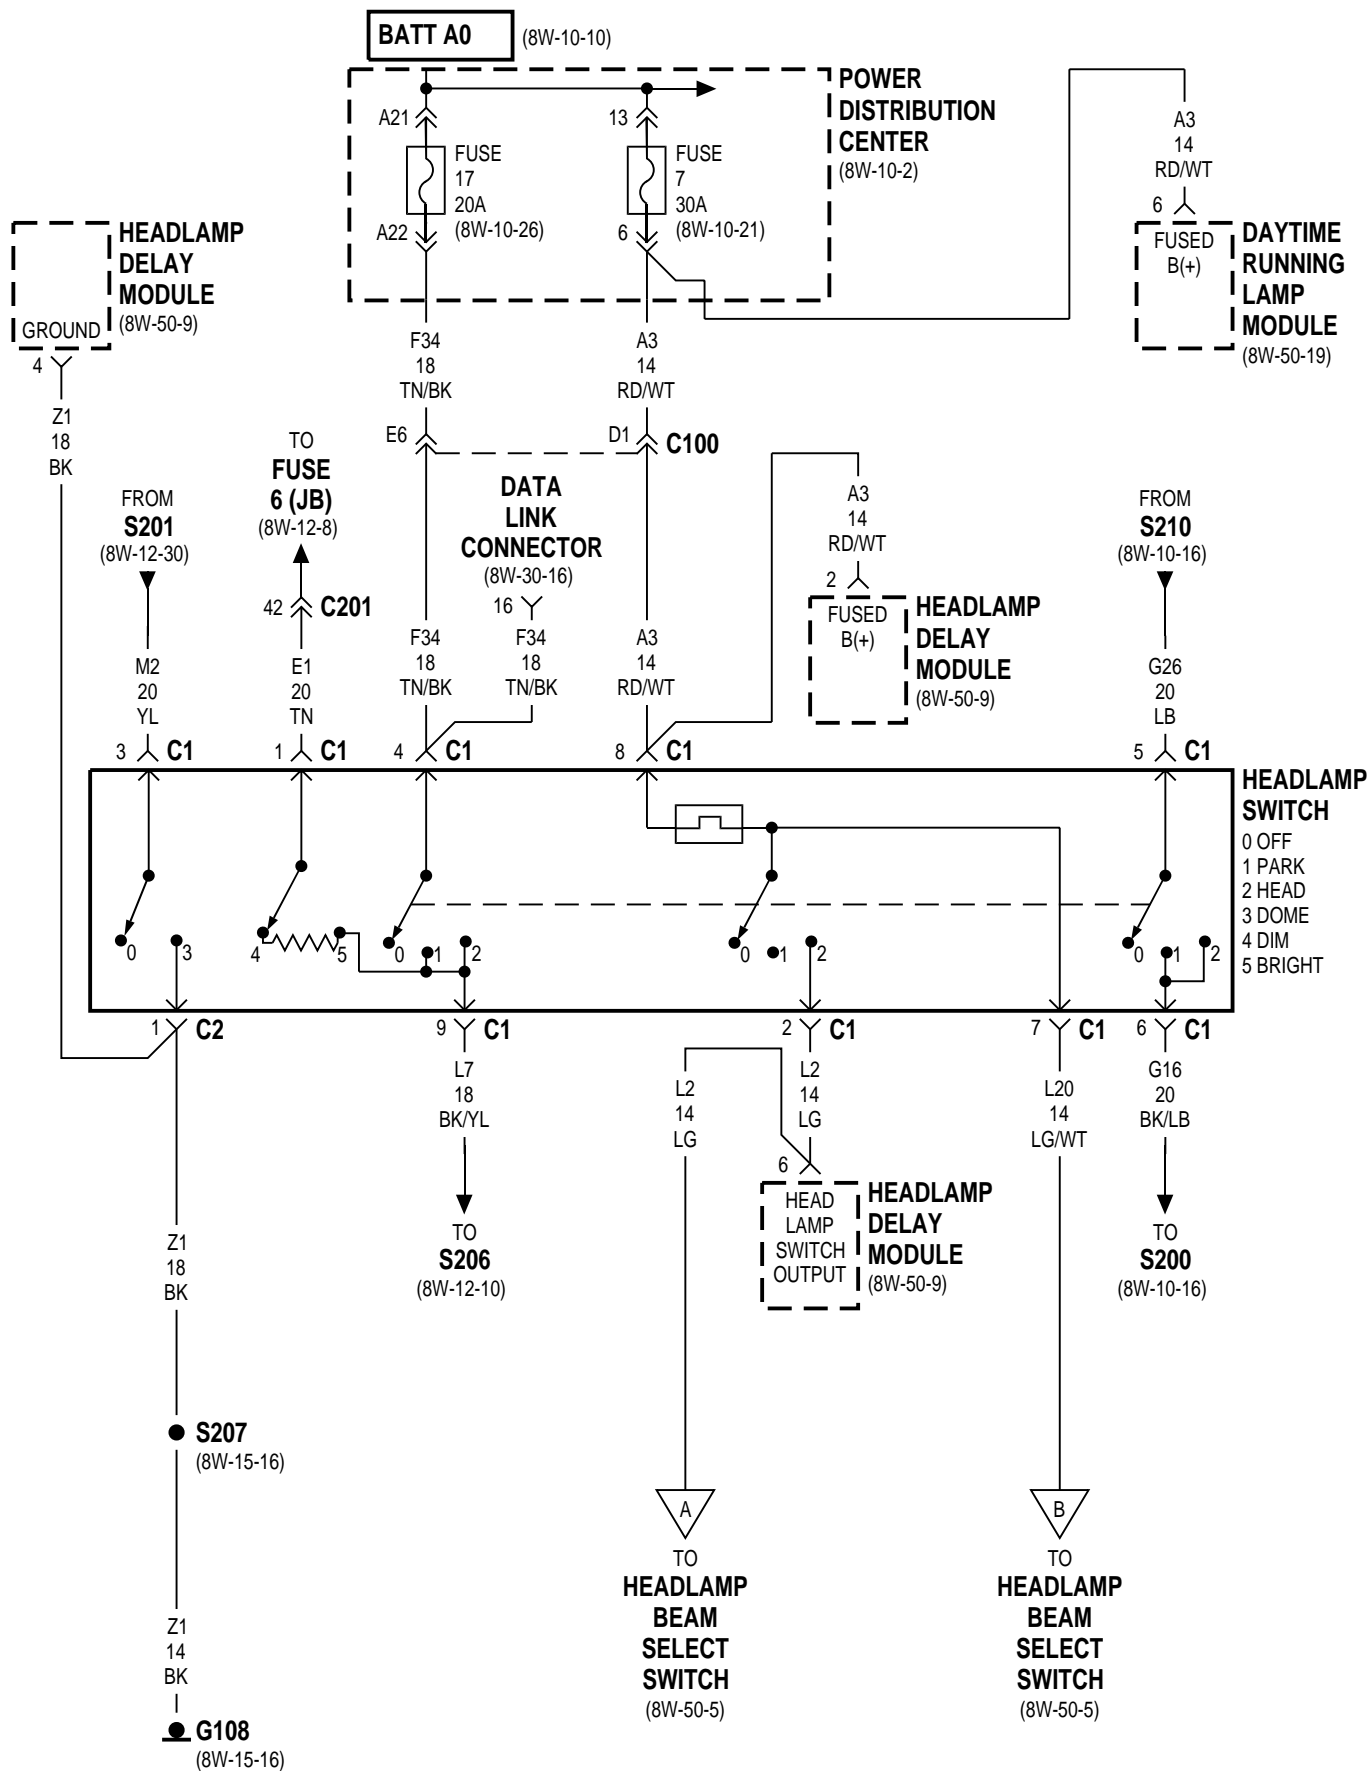 BATT A0
(8W-10-10)
POWER
DISTRIBUTION
CENTER
(8W-10-2)
A21
FUSE
17
20A
(8W-10-26)
A22
13
FUSE
7
30A
(8W-10-21)
6
A3
14
RD/WT
6
FUSED
B(+)
DAYTIME
RUNNING
LAMP
MODULE
(8W-50-19)
HEADLAMP
DELAY
MODULE
(8W-50-9)
GROUND
4
Z1
18
BK
F34
18
TN/BK
A3
14
RD/WT
E6
D1
C100
FROM
S201
(8W-12-30)
TO
FUSE
6 (JB)
(8W-12-8)
42
C201
DATA
LINK
CONNECTOR
(8W-30-16)
16
A3
14
RD/WT
2
FUSED
B(+)
HEADLAMP
DELAY
MODULE
(8W-50-9)
FROM
S210
(8W-10-16)
M2
20
YL
E1
20
TN
F34
18
TN/BK
F34
18
TN/BK
A3
14
RD/WT
G26
20
LB
3
C1
1
C1
4
C1
8
C1
5
C1
HEADLAMP
SWITCH
0 OFF
1 PARK
2 HEAD
3 DOME
4 DIM
5 BRIGHT
0
3
4
5
0
1
2
0
1
2
0
1
2
1
C2
9
C1
2
C1
7
C1
6
C1
L7
18
BK/YL
L2
14
LG
L2
14
LG
L20
14
LG/WT
G16
20
BK/LB
6
HEAD
LAMP
SWITCH
OUTPUT
HEADLAMP
DELAY
MODULE
(8W-50-9)
TO
S206
(8W-12-10)
TO
S200
(8W-10-16)
Z1
18
BK
S207
(8W-15-16)
A
TO
HEADLAMP
BEAM
SELECT
SWITCH
(8W-50-5)
B
TO
HEADLAMP
BEAM
SELECT
SWITCH
(8W-50-5)
Z1
14
BK
G108
(8W-15-16)